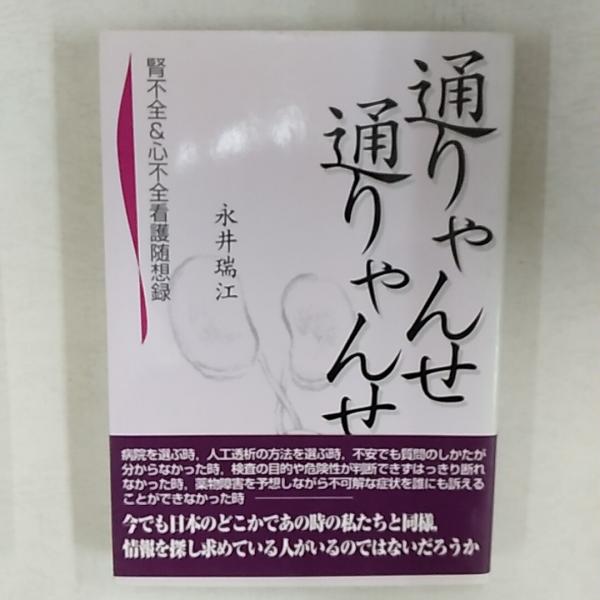 通りゃんせ
通りゃんせ
永井瑞江
腎不全&心不全看護随想録
病院を選ぶ時，人工透析の方法を選ぶ時，不安でも質問のしかたが
分からなかった時，検査の目的や危険性が判断できずはっきり断れ
なかった時，薬物障害を予想しながら不可解な症状を誰にも訴える
ことができなかった時
今でも日本のどこかであの時の私たちと同様，
情報を探し求めている人がいるのではないだろうか